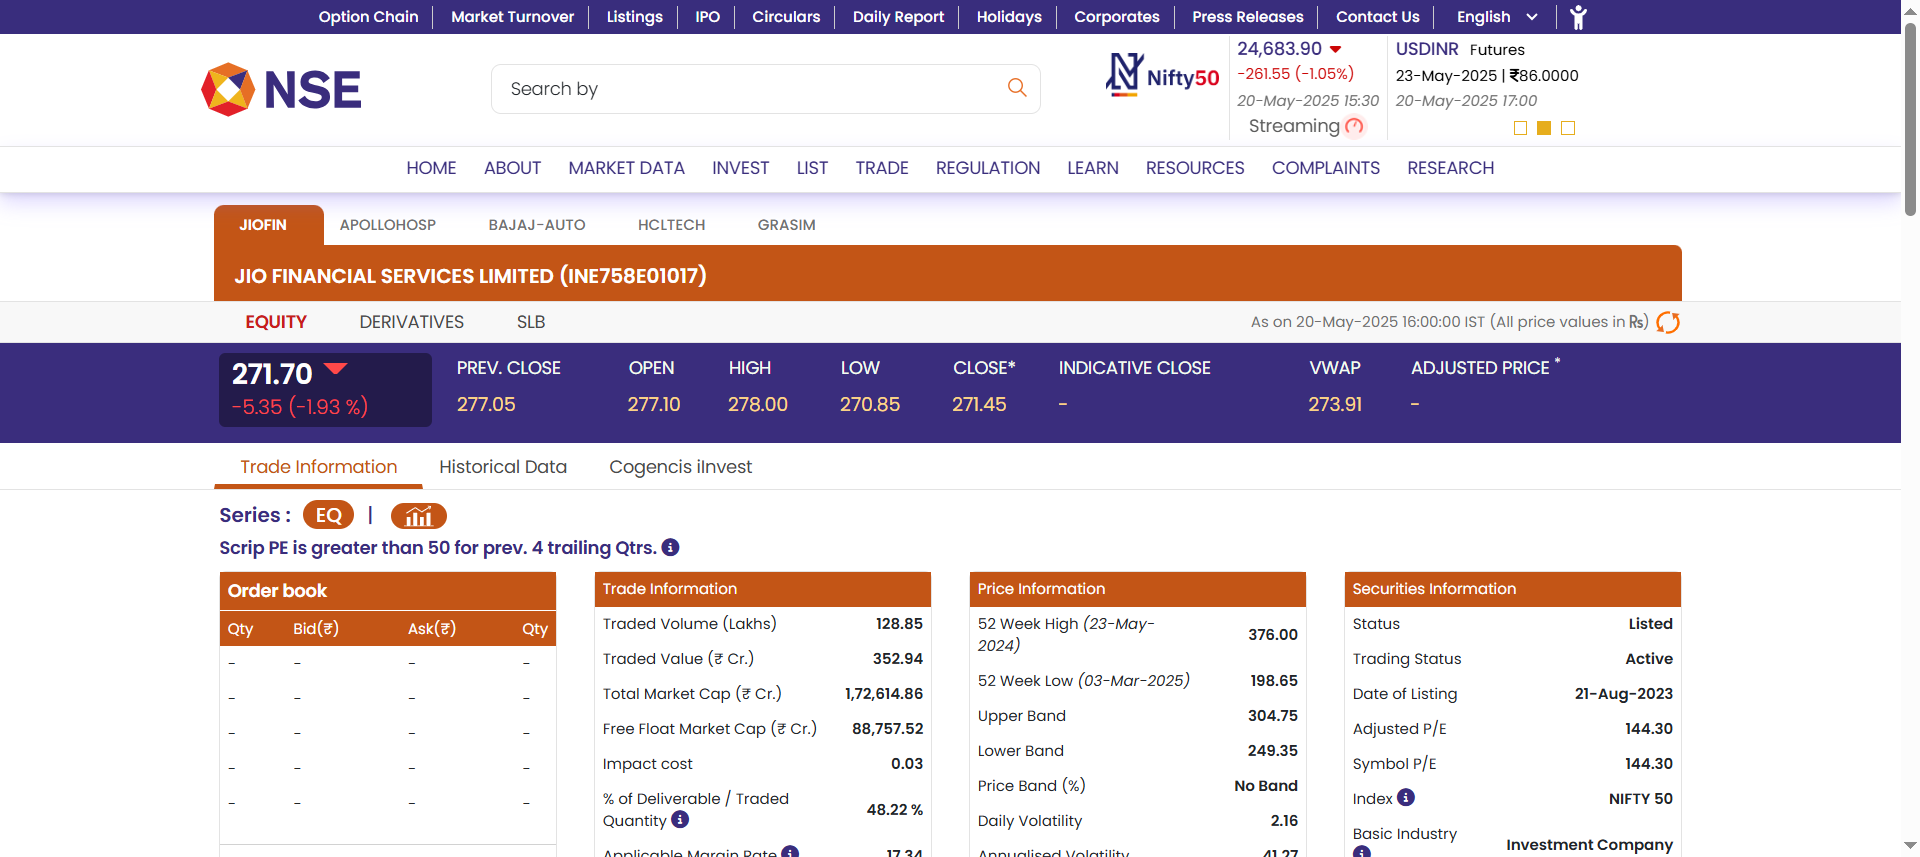 Option Chain Market Turnover Listings IPO Circulars Daily Report Holidays Corporates Press Releases Contact Us English
NSE
Search by
Nifty50
24,683.90
-261.55 (-1.05%)
20-May-2025 15:30
Streaming
USDINR Futures
23-May-2025 | ₹86.0000
20-May-2025 17:00
HOME ABOUT MARKET DATA INVEST LIST TRADE REGULATION LEARN RESOURCES COMPLAINTS RESEARCH
JIOFIN APOLLOHOSP BAJAJ-AUTO HCLTECH GRASIM
JIO FINANCIAL SERVICES LIMITED (INE758E01017)
EQUITY DERIVATIVES SLB
As on 20-May-2025 16:00:00 IST (All price values in ₨)
271.70
-5.35 (-1.93 %)
PREV. CLOSE OPEN HIGH LOW CLOSE* INDICATIVE CLOSE VWAP ADJUSTED PRICE *
277.05 277.10 278.00 270.85 271.45 - 273.91 -
Trade Information Historical Data Cogencis iInvest
Series : EQ |
Scrip PE is greater than 50 for prev. 4 trailing Qtrs.
Order book
Qty Bid(₹) Ask(₹) Qty
- - - -
- - - -
- - - -
- - - -
- - - -
Trade Information
Traded Volume (Lakhs) 128.85
Traded Value (₹ Cr.) 352.94
Total Market Cap (₹ Cr.) 1,72,614.86
Free Float Market Cap (₹ Cr.) 88,757.52
Impact cost 0.03
% of Deliverable / Traded
Quantity 48.22 %
Applicable Margin Rate 17.34
Price Information
52 Week High (23-May-
2024) 376.00
52 Week Low (03-Mar-2025) 198.65
Upper Band 304.75
Lower Band 249.35
Price Band (%) No Band
Daily Volatility 2.16
Annualised Volatility 41.27
Securities Information
Status Listed
Trading Status Active
Date of Listing 21-Aug-2023
Adjusted P/E 144.30
Symbol P/E 144.30
Index NIFTY 50
Basic Industry
Investment Company